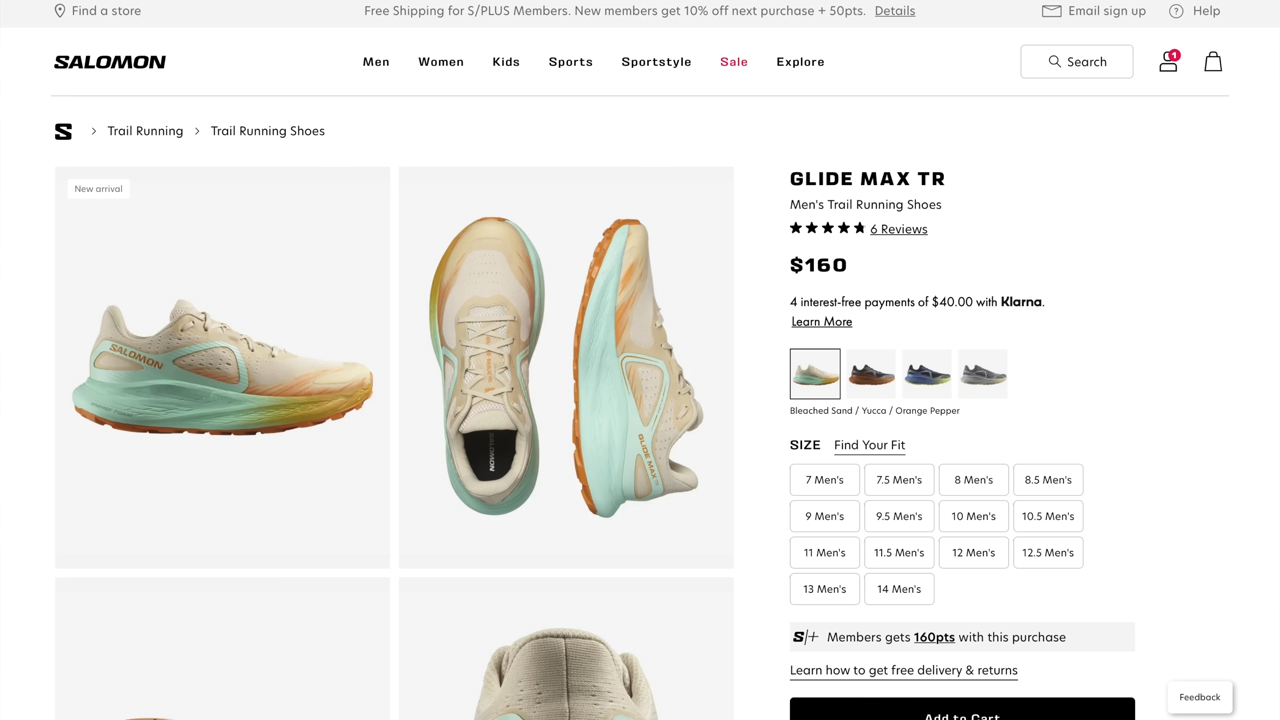 Find a store
Free Shipping for S/PLUS Members. New members get 10% off next purchase + 50pts. Details
Email sign up
? Help
SALOMON
Men Women Kids Sports Sportstyle Sale Explore
Search
1
S > Trail Running > Trail Running Shoes
New arrival
SALOMON
SALOMON
GLIDE MAX
GLIDE MAX TR
Men's Trail Running Shoes
6 Reviews
$160
4 interest-free payments of $40.00 with Klarna.
Learn More
Bleached Sand / Yucca / Orange Pepper
SIZE Find Your Fit
7 Men's 7.5 Men's 8 Men's 8.5 Men's
9 Men's 9.5 Men's 10 Men's 10.5 Men's
11 Men's 11.5 Men's 12 Men's 12.5 Men's
13 Men's 14 Men's
S/+ Members gets 160pts with this purchase
Learn how to get free delivery & returns
Add to Cart
Feedback